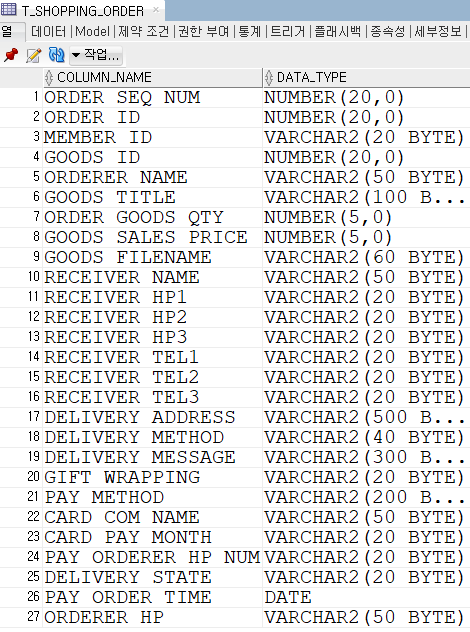 T_SHOPPING_ORDER
열 데이터 Model 제약 조건 권한 부여 통계 트리거 플래시백 종속성 세부정보
작업...
COLUMN_NAME DATA_TYPE
1 ORDER SEQ NUM NUMBER(20,0)
2 ORDER ID NUMBER(20,0)
3 MEMBER ID VARCHAR2(20 BYTE)
4 GOODS ID NUMBER(20,0)
5 ORDERER NAME VARCHAR2(50 BYTE)
6 GOODS TITLE VARCHAR2(100 B...
7 ORDER GOODS QTY NUMBER(5,0)
8 GOODS SALES PRICE NUMBER(5,0)
9 GOODS FILENAME VARCHAR2(60 BYTE)
10 RECEIVER NAME VARCHAR2(50 BYTE)
11 RECEIVER HP1 VARCHAR2(20 BYTE)
12 RECEIVER HP2 VARCHAR2(20 BYTE)
13 RECEIVER HP3 VARCHAR2(20 BYTE)
14 RECEIVER TEL1 VARCHAR2(20 BYTE)
15 RECEIVER TEL2 VARCHAR2(20 BYTE)
16 RECEIVER TEL3 VARCHAR2(20 BYTE)
17 DELIVERY ADDRESS VARCHAR2(500 B...
18 DELIVERY METHOD VARCHAR2(40 BYTE)
19 DELIVERY MESSAGE VARCHAR2(300 B...
20 GIFT WRAPPING VARCHAR2(20 BYTE)
21 PAY METHOD VARCHAR2(200 B...
22 CARD COM NAME VARCHAR2(50 BYTE)
23 CARD PAY MONTH VARCHAR2(20 BYTE)
24 PAY ORDERER HP NUM VARCHAR2(20 BYTE)
25 DELIVERY STATE VARCHAR2(20 BYTE)
26 PAY ORDER TIME DATE
27 ORDERER HP VARCHAR2(50 BYTE)